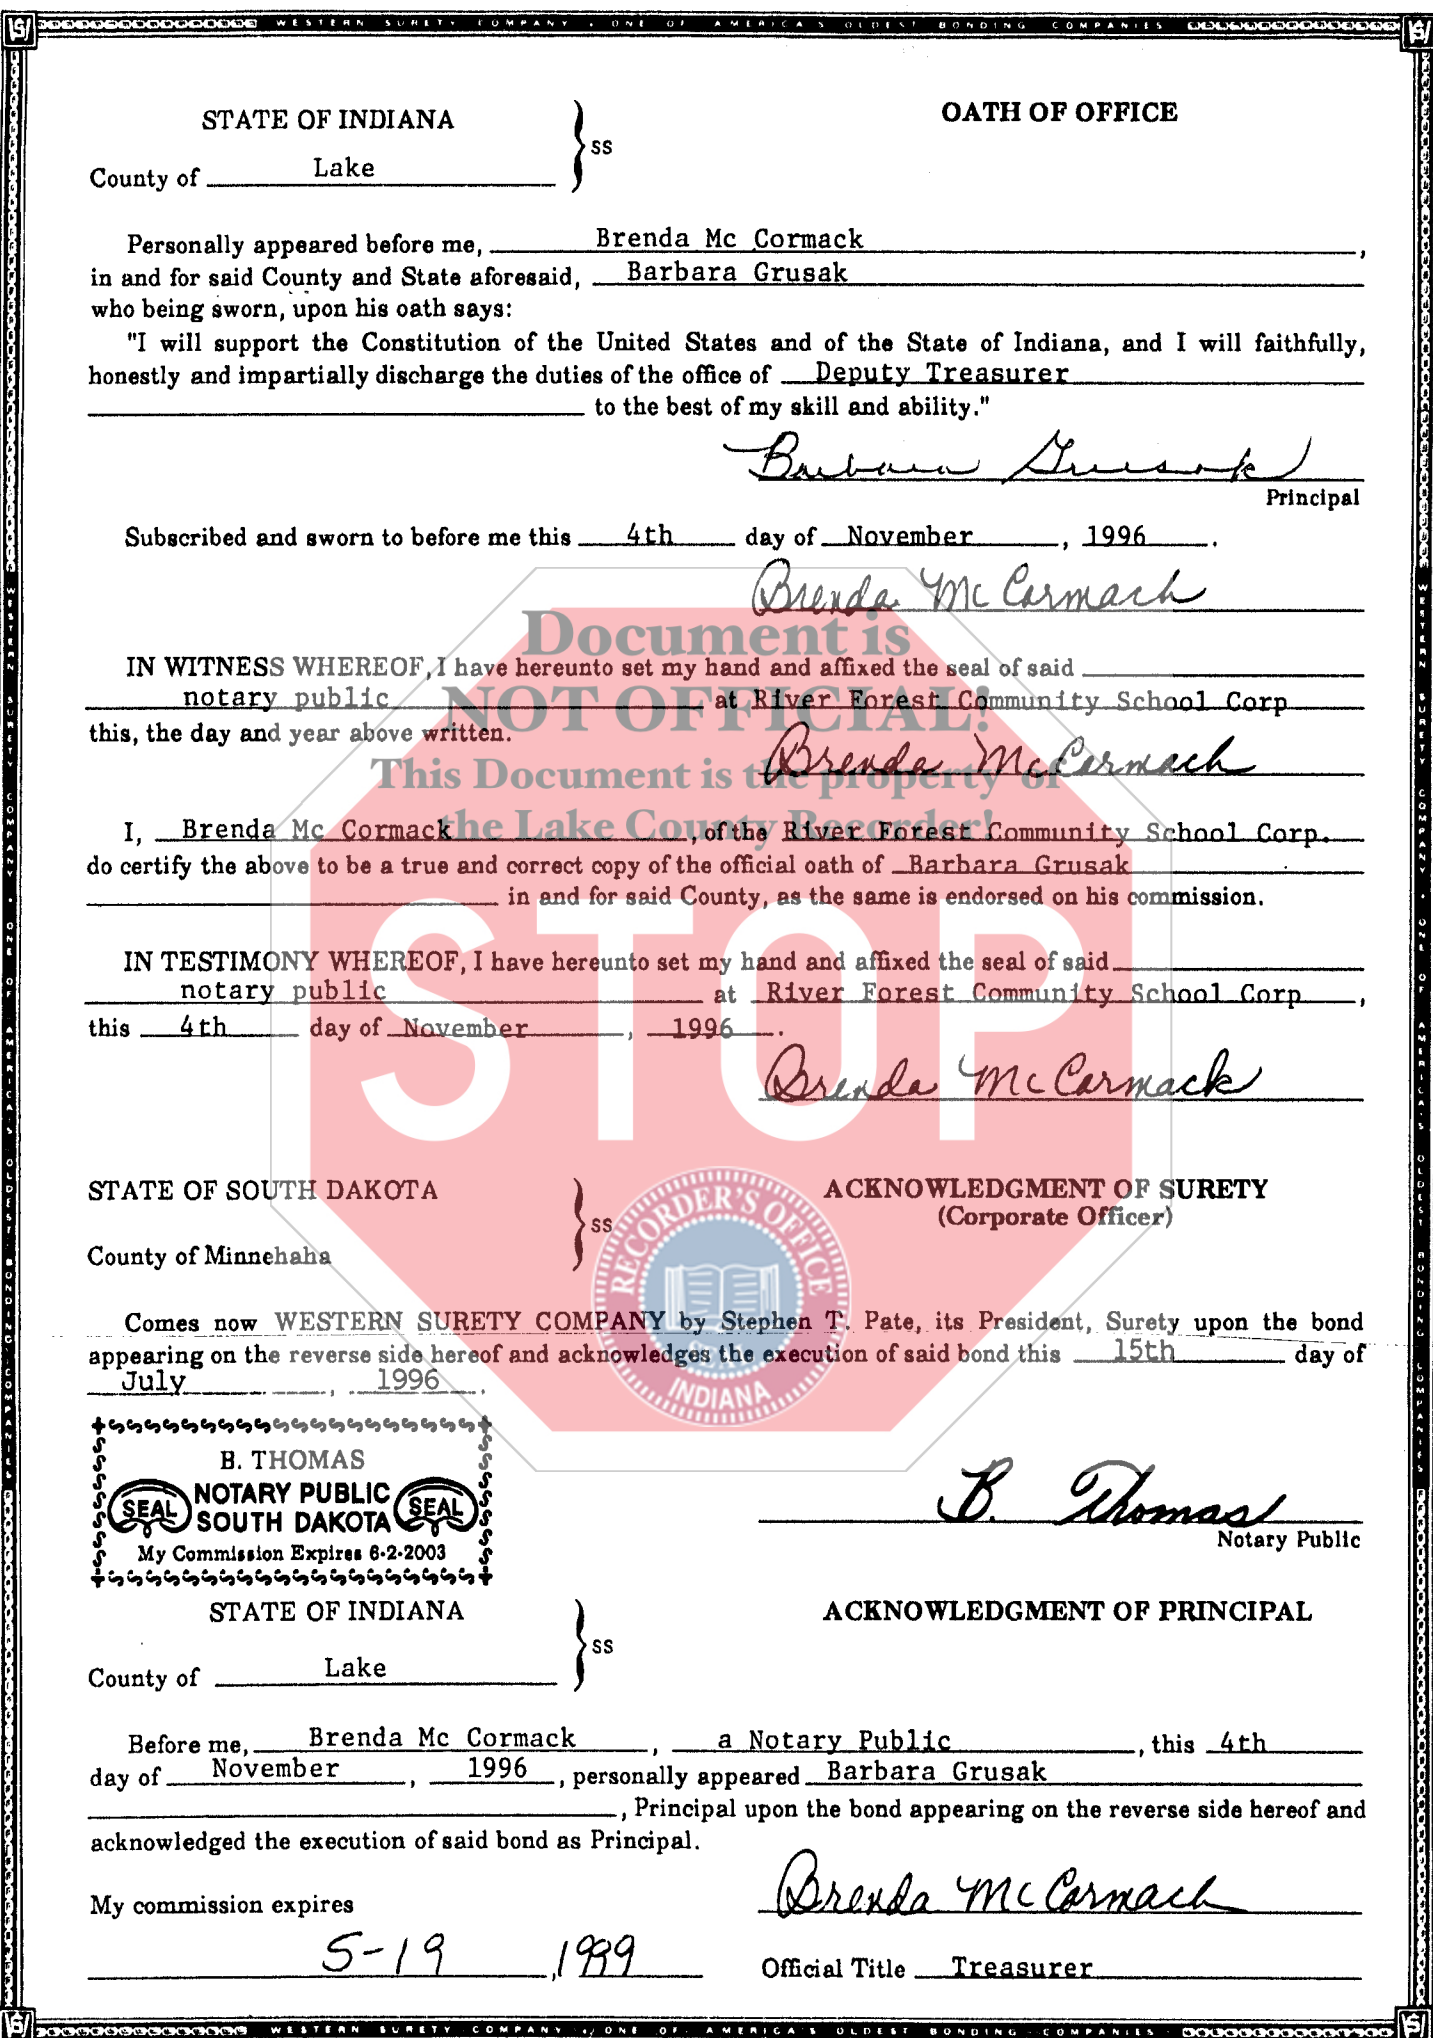 WESTERN SURETY COMPANY • ONE OF AMERICA'S OLDEST BONDING COMPANIES
STATE OF INDIANA
OATH OF OFFICE
ss
County of Lake
Personally appeared before me, Brenda Mc Cormack,
in and for said County and State aforesaid, Barbara Grusak
who being sworn, upon his oath says:
"I will support the Constitution of the United States and of the State of Indiana, and I will faithfully,
honestly and impartially discharge the duties of the office of Deputy Treasurer
to the best of my skill and ability."
Barbara Grusak
Principal
Subscribed and sworn to before me this 4th day of November, 1996.
Brenda McCormack
Document is
IN WITNESS WHEREOF, I have hereunto set my hand and affixed the seal of said
notary public at River Forest Community School Corp
NOT OFFICIAL!
this, the day and year above written.
Brenda McCormack
This Document is the property of
the Lake County Recorder!
I, Brenda Mc Cormack, of the River Forest Community School Corp.
do certify the above to be a true and correct copy of the official oath of Barbara Grusak
in and for said County, as the same is endorsed on his commission.
STOP
IN TESTIMONY WHEREOF, I have hereunto set my hand and affixed the seal of said
notary public at River Forest Community School Corp,
this 4th day of November, 1996.
Brenda McCormack
STATE OF SOUTH DAKOTA
ACKNOWLEDGMENT OF SURETY
(Corporate Officer)
ss
County of Minnehaha
RECORDER'S OFFICE
INDIANA
Comes now WESTERN SURETY COMPANY by Stephen T. Pate, its President, Surety upon the bond
appearing on the reverse side hereof and acknowledges the execution of said bond this 15th day of
July, 1996.
B. THOMAS
SEAL NOTARY PUBLIC SEAL
SOUTH DAKOTA
My Commission Expires 6-2-2003
B. Thomas
Notary Public
STATE OF INDIANA
ACKNOWLEDGMENT OF PRINCIPAL
ss
County of Lake
Before me, Brenda Mc Cormack, a Notary Public, this 4th
day of November, 1996, personally appeared Barbara Grusak
, Principal upon the bond appearing on the reverse side hereof and
acknowledged the execution of said bond as Principal.
Brenda McCormack
My commission expires
5-19, 1999
Official Title Treasurer
WESTERN SURETY COMPANY • ONE OF AMERICA'S OLDEST BONDING COMPANIES